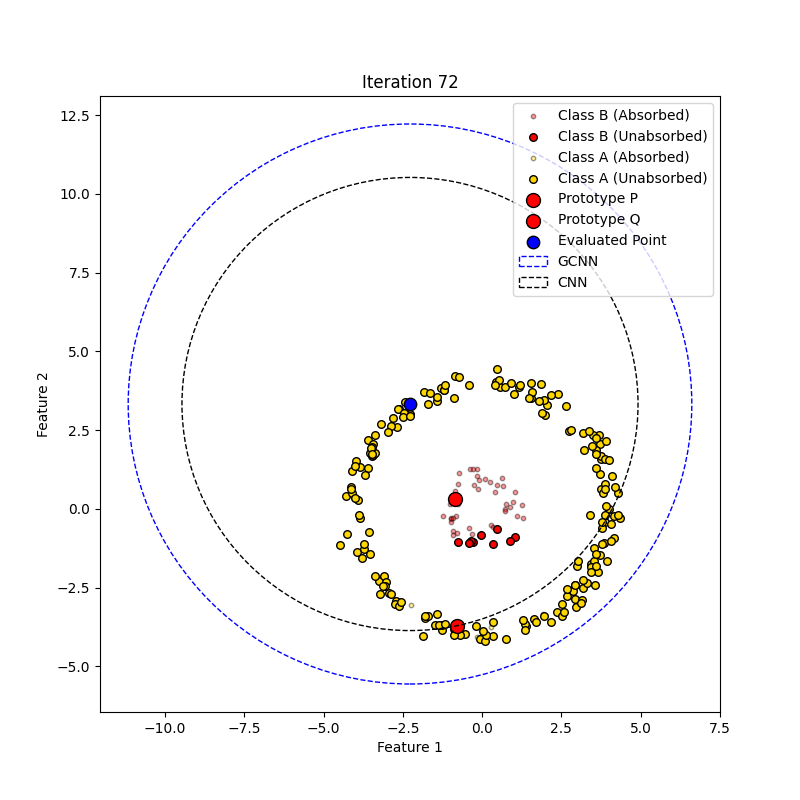 Iteration 72
12.5
10.0
7.5
5.0
2.5
0.0
−2.5
−5.0
Feature 2
Class B (Absorbed)
Class B (Unabsorbed)
Class A (Absorbed)
Class A (Unabsorbed)
Prototype P
Prototype Q
Evaluated Point
GCNN
CNN
−10.0 −7.5 −5.0 −2.5 0.0 2.5 5.0 7.5
Feature 1